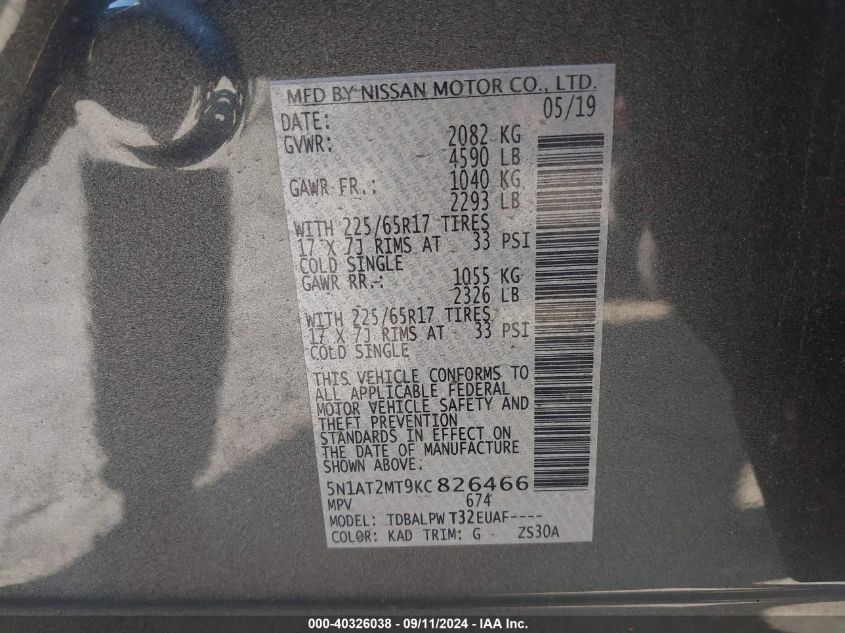 MFD BY NISSAN MOTOR CO., LTD.
DATE: 05/19
GVWR: 2082 KG
4590 LB
GAWR FR.: 1040 KG
2293 LB
WITH 225/65R17 TIRES
17 X 7J RIMS AT 33 PSI
COLD SINGLE
GAWR RR.: 1055 KG
2326 LB
WITH 225/65R17 TIRES
17 X 7J RIMS AT 33 PSI
COLD SINGLE
THIS VEHICLE CONFORMS TO
ALL APPLICABLE FEDERAL
MOTOR VEHICLE SAFETY AND
THEFT PREVENTION
STANDARDS IN EFFECT ON
THE DATE OF MANUFACTURE
SHOWN ABOVE.
5N1AT2MT9KC826466
MPV 674
MODEL: TDBALPW T32EUAF----
COLOR: KAD TRIM: G ZS30A
000-40326038 - 09/11/2024 - www.iaai.com